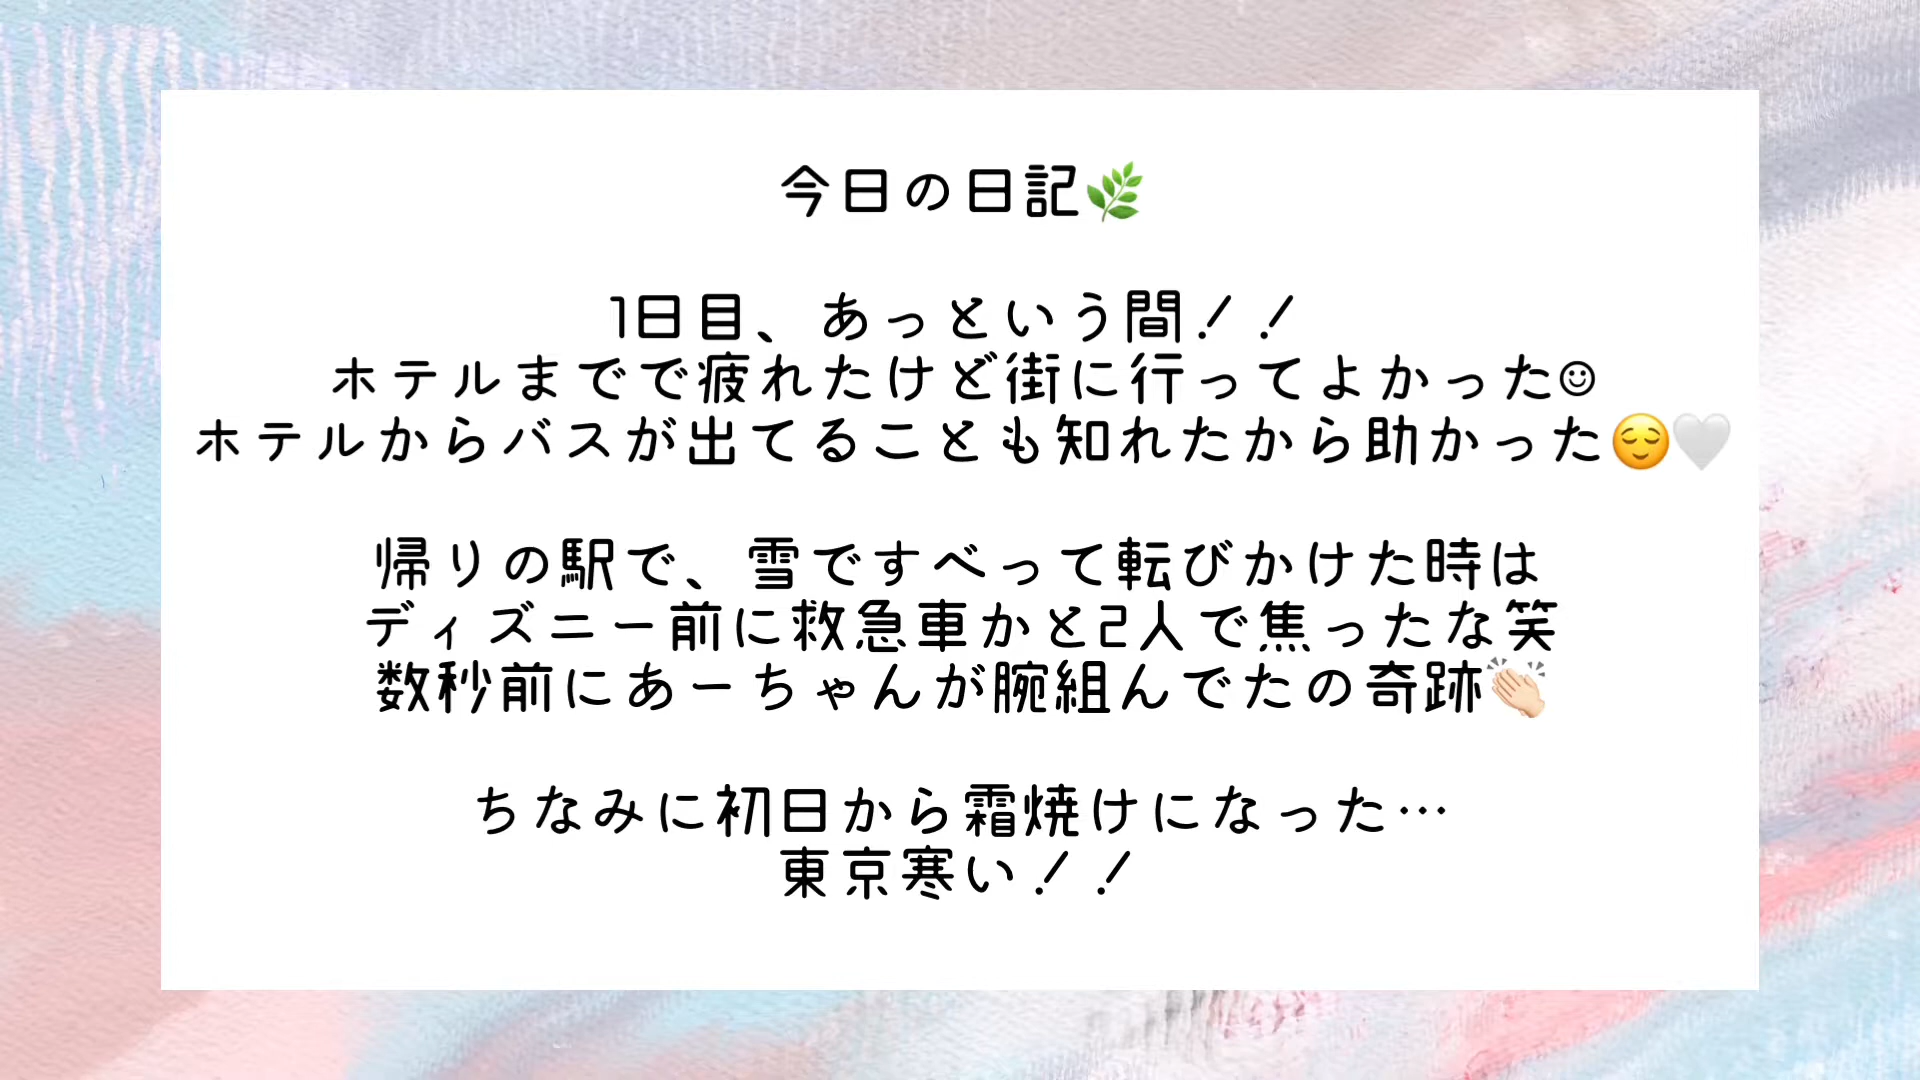 今日の日記🌿
1日目、あっという間！！
ホテルまでで疲れたけど街に行ってよかった☺
ホテルからバスが出てることも知れたから助かった😌🤍
帰りの駅で、雪ですべって転びかけた時は
ディズニー前に救急車かと2人で焦ったな笑
数秒前にあーちゃんが腕組んでたの奇跡👏🏻
ちなみに初日から霜焼けになった…
東京寒い！！